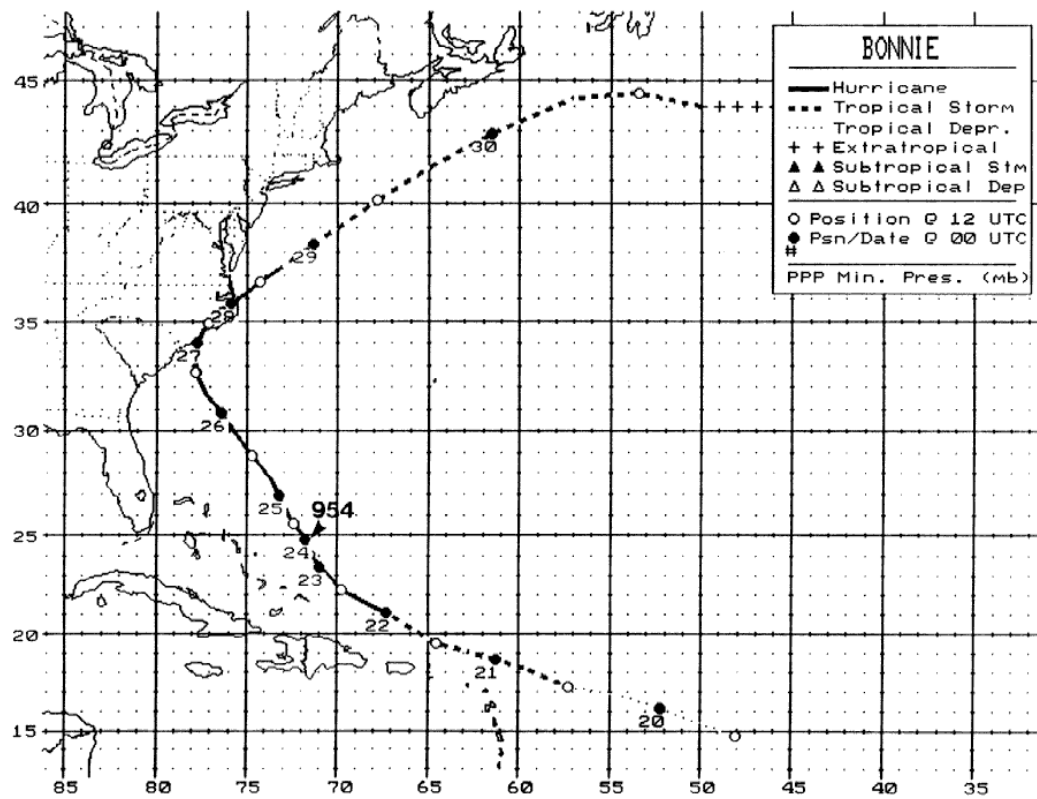 BONNIE
Hurricane
Tropical Storm
Tropical Depr.
+ + Extratropical
▲ ▲ Subtropical Stm
△ △ Subtropical Dep
○ Position @ 12 UTC
● Psn/Date @ 00 UTC
#
PPP Min. Pres. (mb)
45
40
35
30
25
20
15
30
29
28
27
26
25
954
24
23
22
21
20
85 80 75 70 65 60 55 50 45 40 35